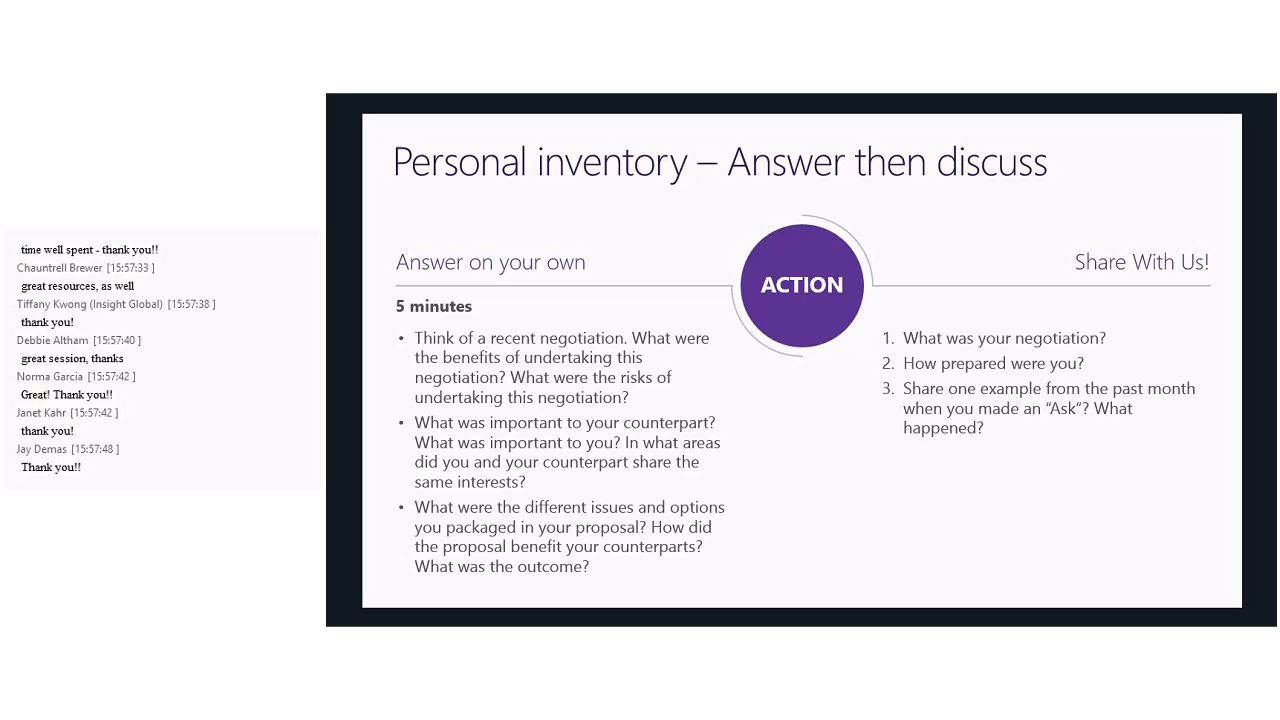 time well spent - thank you!!
Chauntrell Brewer [15:57:33 ]
great resources, as well
Tiffany Kwong (Insight Global) [15:57:38 ]
thank you!
Debbie Altham [15:57:40 ]
great session, thanks
Norma Garcia [15:57:42 ]
Great! Thank you!!
Janet Kahr [15:57:42 ]
thank you!
Jay Demas [15:57:48 ]
Thank you!!
Personal inventory – Answer then discuss
Answer on your own
5 minutes
• Think of a recent negotiation. What were
the benefits of undertaking this
negotiation? What were the risks of
undertaking this negotiation?
• What was important to your counterpart?
What was important to you? In what areas
did you and your counterpart share the
same interests?
• What were the different issues and options
you packaged in your proposal? How did
the proposal benefit your counterparts?
What was the outcome?
ACTION
Share With Us!
1. What was your negotiation?
2. How prepared were you?
3. Share one example from the past month
when you made an “Ask”? What
happened?